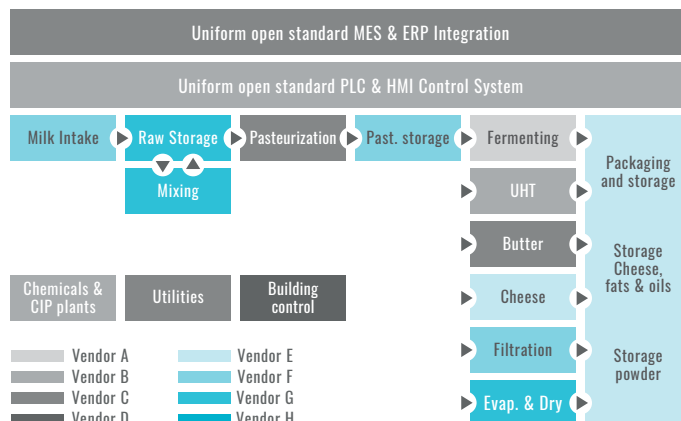 Uniform open standard MES & ERP Integration
Uniform open standard PLC & HMI Control System
Milk Intake
Raw Storage
Pasteurization
Past. storage
Fermenting
Mixing
UHT
Butter
Cheese
Filtration
Evap. & Dry
Packaging
and storage
Storage
Cheese,
fats & oils
Storage
powder
Chemicals &
CIP plants
Utilities
Building
control
Vendor A
Vendor B
Vendor C
Vendor D
Vendor E
Vendor F
Vendor G
Vendor H